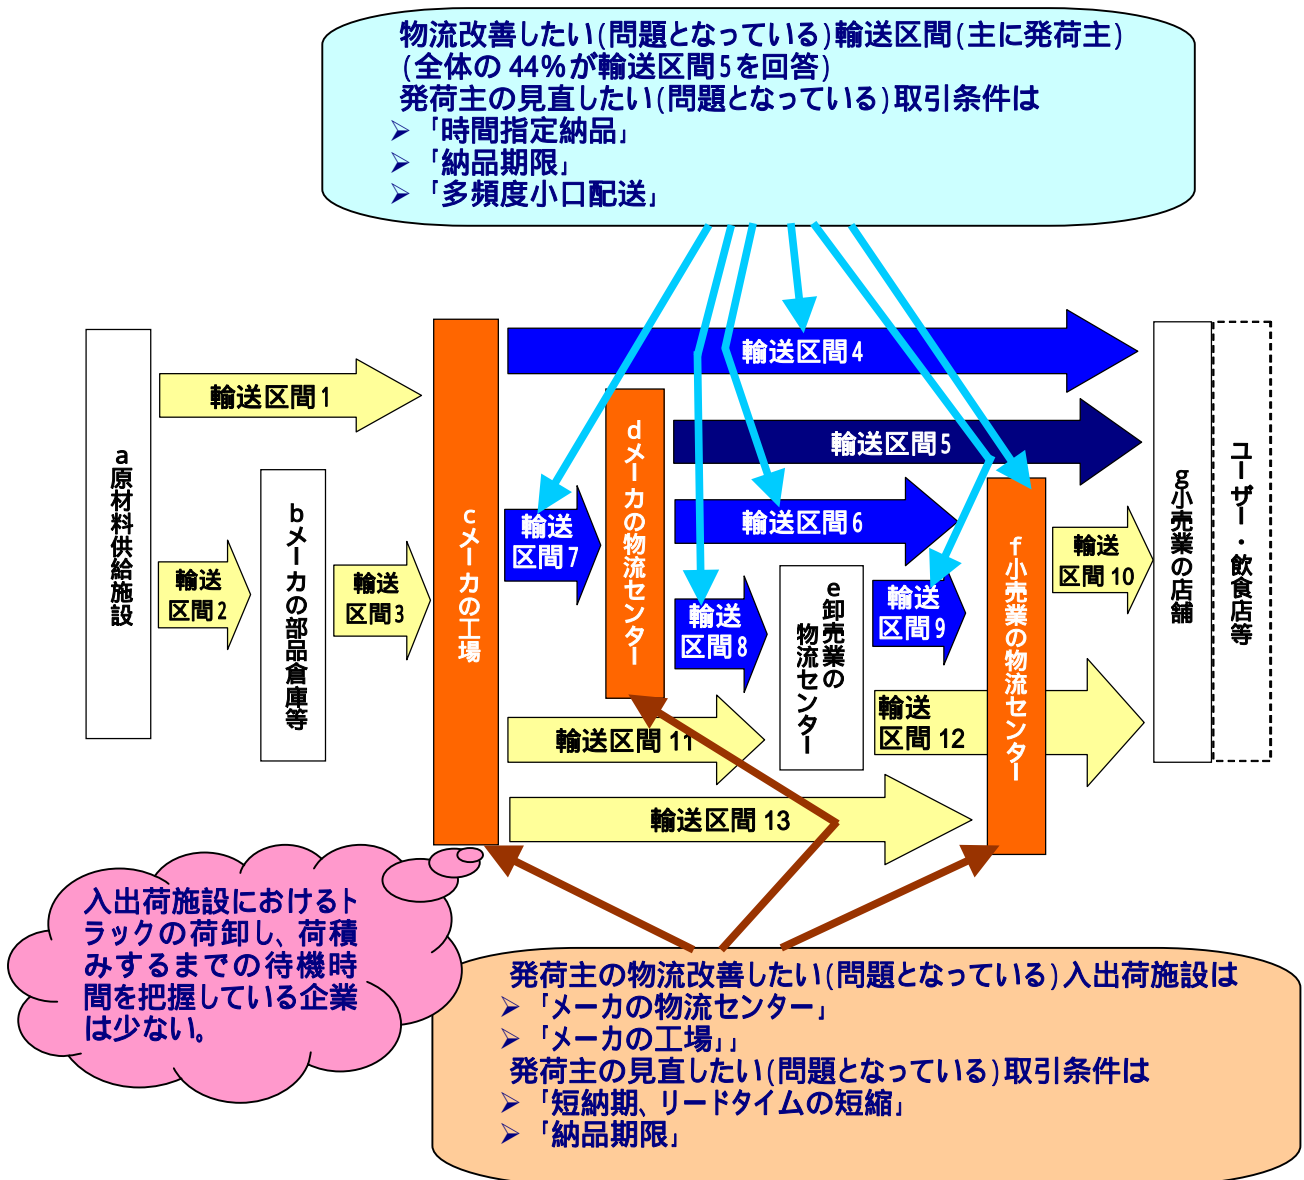 物流改善したい(問題となっている)輸送区間(主に発荷主)
(全体の 44%が輸送区間5を回答)
発荷主の見直したい(問題となっている)取引条件は
➢ 「時間指定納品」
➢ 「納品期限」
➢ 「多頻度小口配送」
輸送区間4
輸送区間1
輸送区間5
a原材料供給施設
bメーカの部品倉庫等
cメーカの工場
dメーカの物流センター
輸送
区間7
輸送区間6
輸送
区間2
輸送
区間3
輸送
区間8
e卸売業の
物流センター
輸送
区間9
f小売業の物流センター
輸送
区間 10
g小売業の店舗
ユーザー・飲食店等
輸送区間 11
輸送
区間 12
輸送区間 13
入出荷施設におけるト
ラックの荷卸し、荷積
みするまでの待機時
間を把握している企業
は少ない。
発荷主の物流改善したい(問題となっている)入出荷施設は
➢ 「メーカの物流センター」
➢ 「メーカの工場」」
発荷主の見直したい(問題となっている)取引条件は
➢ 「短納期、リードタイムの短縮」
➢ 「納品期限」